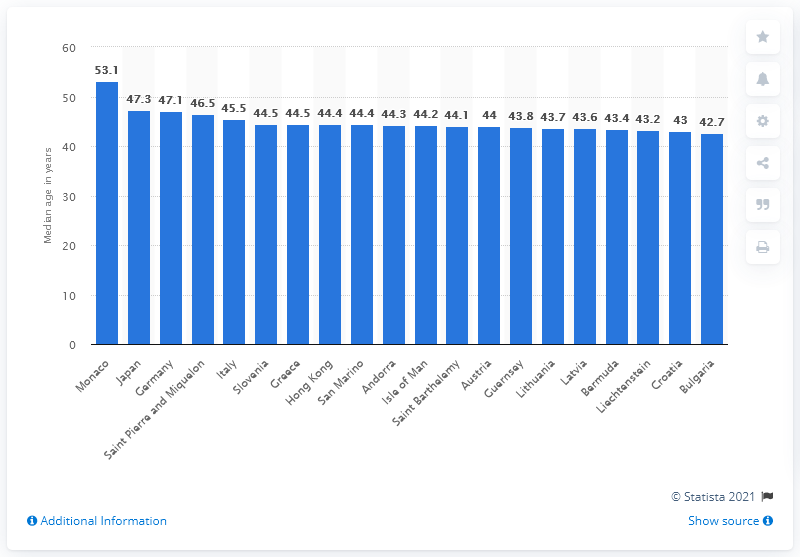 60
50
40
30
20
10
0
Median age in years
53.1
47.3
47.1
46.5
45.5
44.5
44.5
44.4
44.4
44.3
44.2
44.1
44
43.8
43.7
43.6
43.4
43.2
43
42.7
Monaco
Japan
Germany
Saint Pierre and Miquelon
Italy
Slovenia
Greece
Hong Kong
San Marino
Andorra
Isle of Man
Saint Barthelemy
Austria
Guernsey
Lithuania
Latvia
Bermuda
Liechtenstein
Croatia
Bulgaria
© Statista 2021
Additional Information
Show source